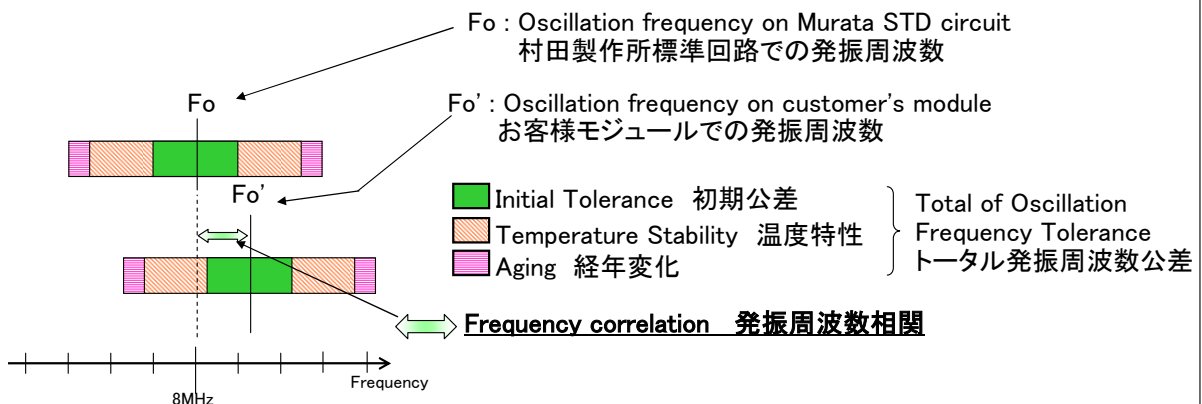 Fo : Oscillation frequency on Murata STD circuit
村田製作所標準回路での発振周波数
Fo
Fo' : Oscillation frequency on customer's module
お客様モジュールでの発振周波数
Fo'
Initial Tolerance 初期公差
Temperature Stability 温度特性
Aging 経年変化
Total of Oscillation
Frequency Tolerance
トータル発振周波数公差
Frequency correlation 発振周波数相関
Frequency
8MHz